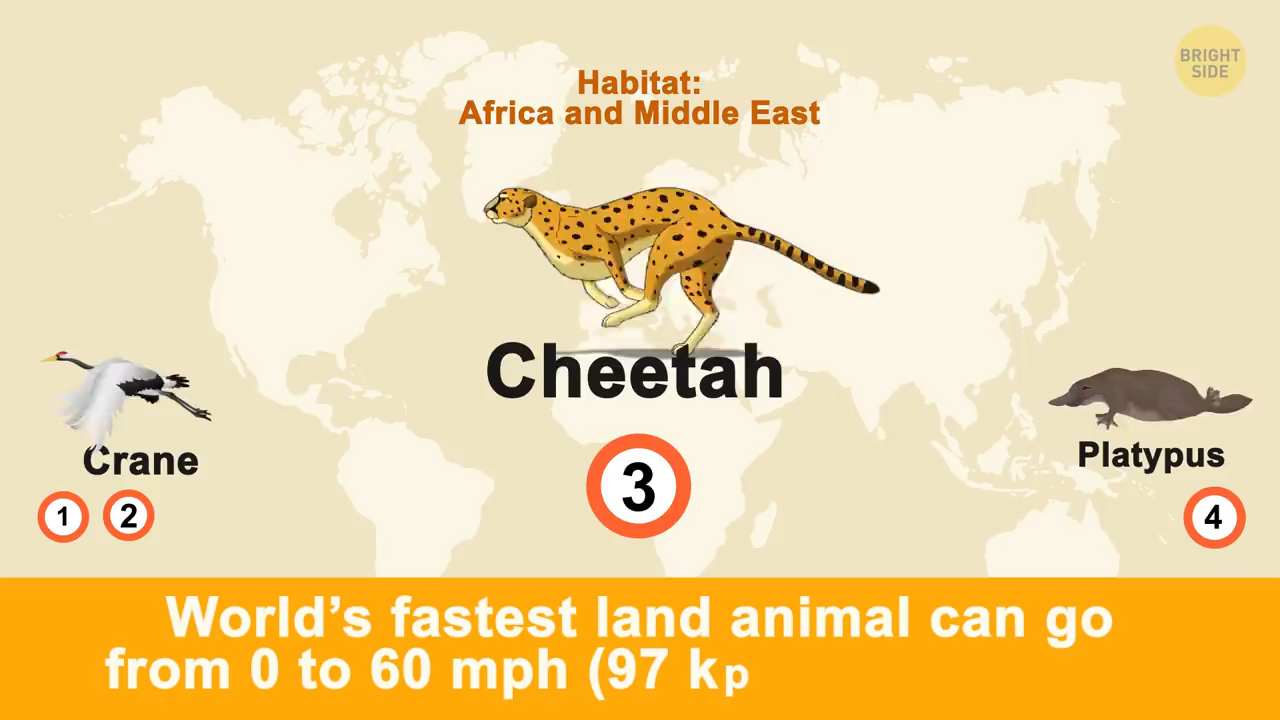 BRIGHT
SIDE
Habitat:
Africa and Middle East
Cheetah
Crane
Platypus
1
2
3
4
World’s fastest land animal can go
from 0 to 60 mph (97 kp